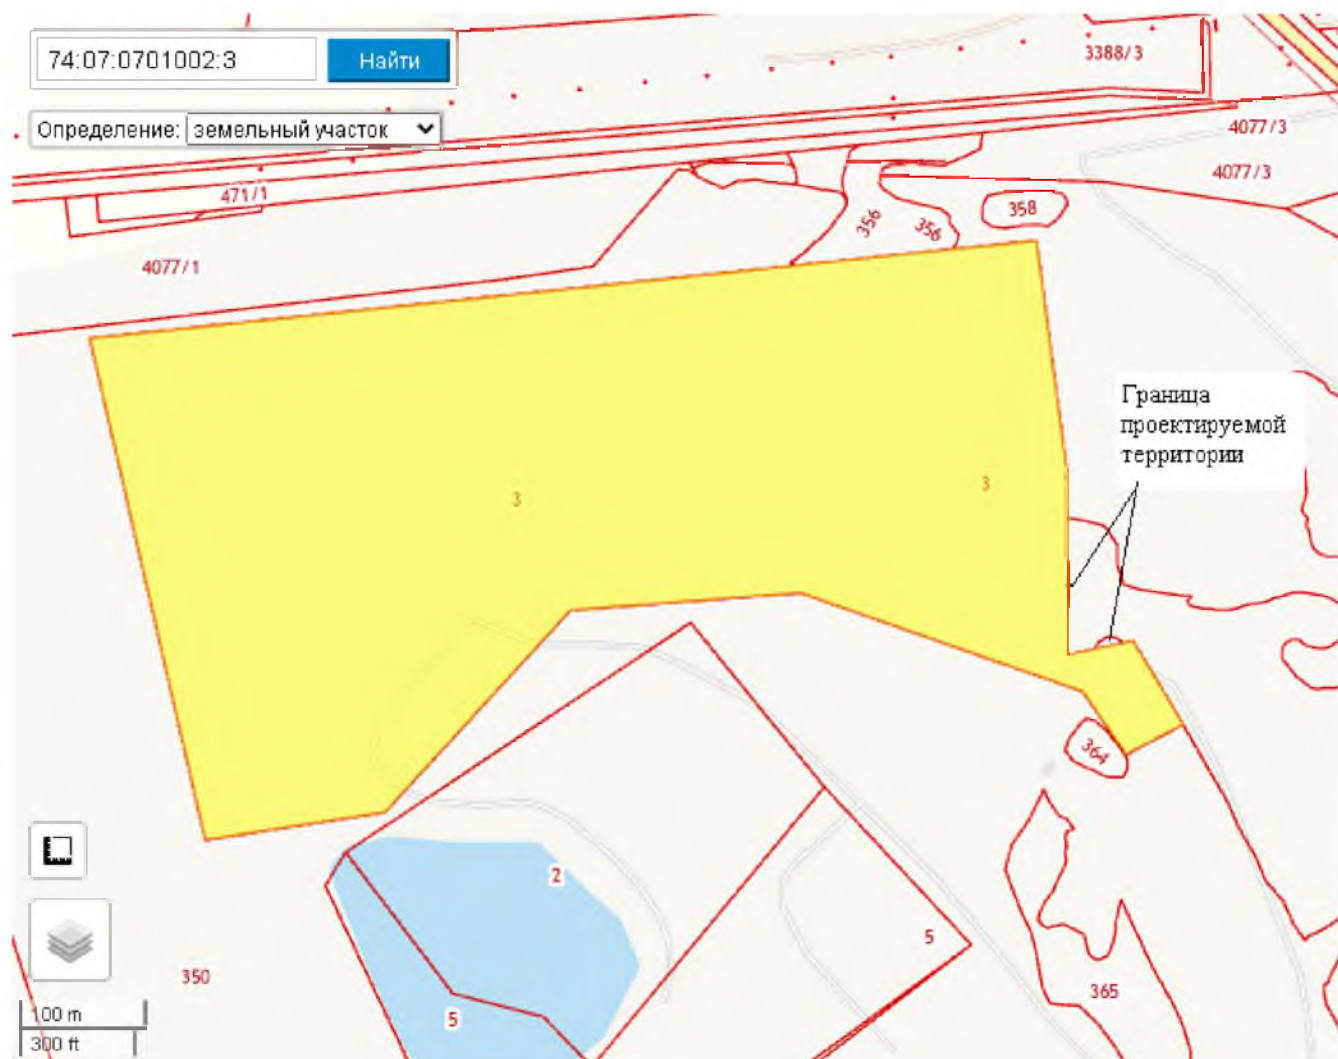 74:07:0701002:3
Найти
3388/3
Определение: земельный участок
4077/3
4077/3
471/1
358
356
356
4077/1
Граница
проектируемой
территории
3
3
364
2
5
350
365
5
100 m
300 ft